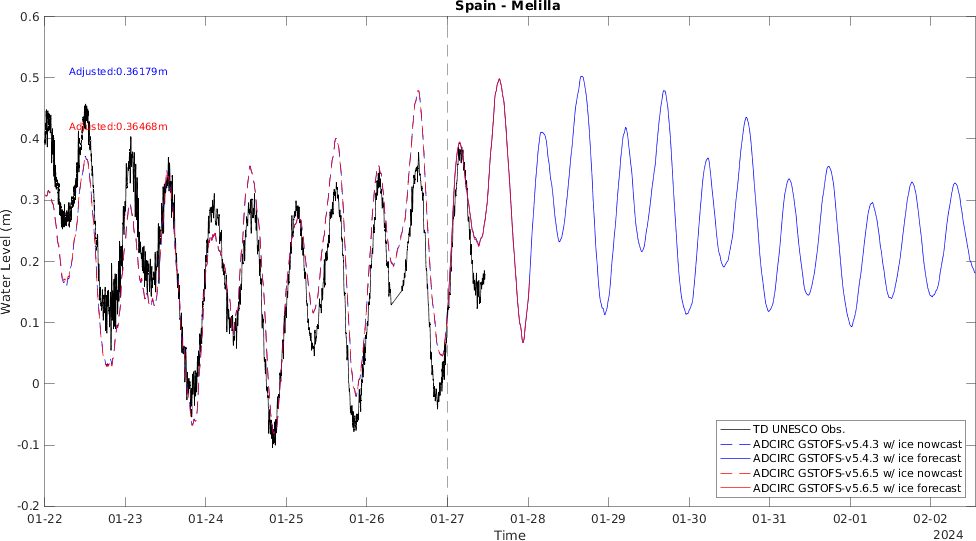 Spain - Melilla
0.6
0.5
0.4
0.3
0.2
0.1
0
-0.1
-0.2
Water Level (m)
Adjusted:0.36179m
Adjusted:0.36468m
TD UNESCO Obs.
ADCIRC GSTOFS-v5.4.3 w/ ice nowcast
ADCIRC GSTOFS-v5.4.3 w/ ice forecast
ADCIRC GSTOFS-v5.6.5 w/ ice nowcast
ADCIRC GSTOFS-v5.6.5 w/ ice forecast
01-22 01-23 01-24 01-25 01-26 01-27 01-28 01-29 01-30 01-31 02-01 02-02
Time
2024